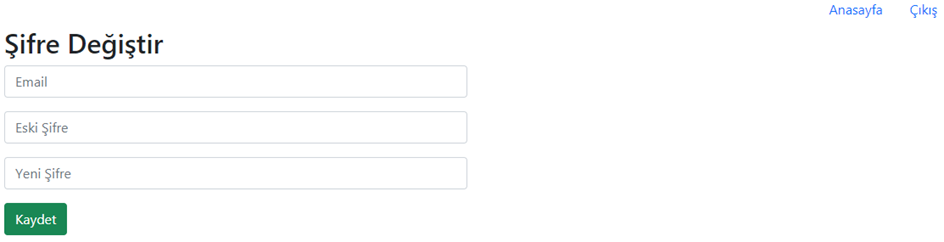 Anasayfa Çıkış
Şifre Değiştir
Email
Eski Şifre
Yeni Şifre
Kaydet